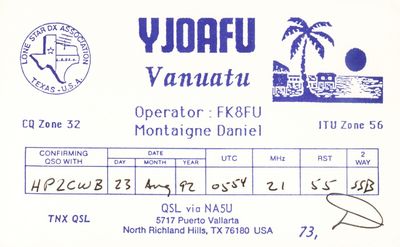 LONE STAR DX ASSOCIATION
TEXAS - U.S.A.
YJ0AFU
Vanuatu
Operator : FK8FU
Montaigne Daniel
CQ Zone 32
ITU Zone 56
CONFIRMING QSO WITH
DATE
DAY MONTH YEAR
UTC
MHz
RST
2 WAY
HP2CWB 23 Aug 92 0554 21 55 SSB
TNX QSL
QSL via NA5U
5717 Puerto Vallarta
North Richland Hills, TX 76180 USA
73,